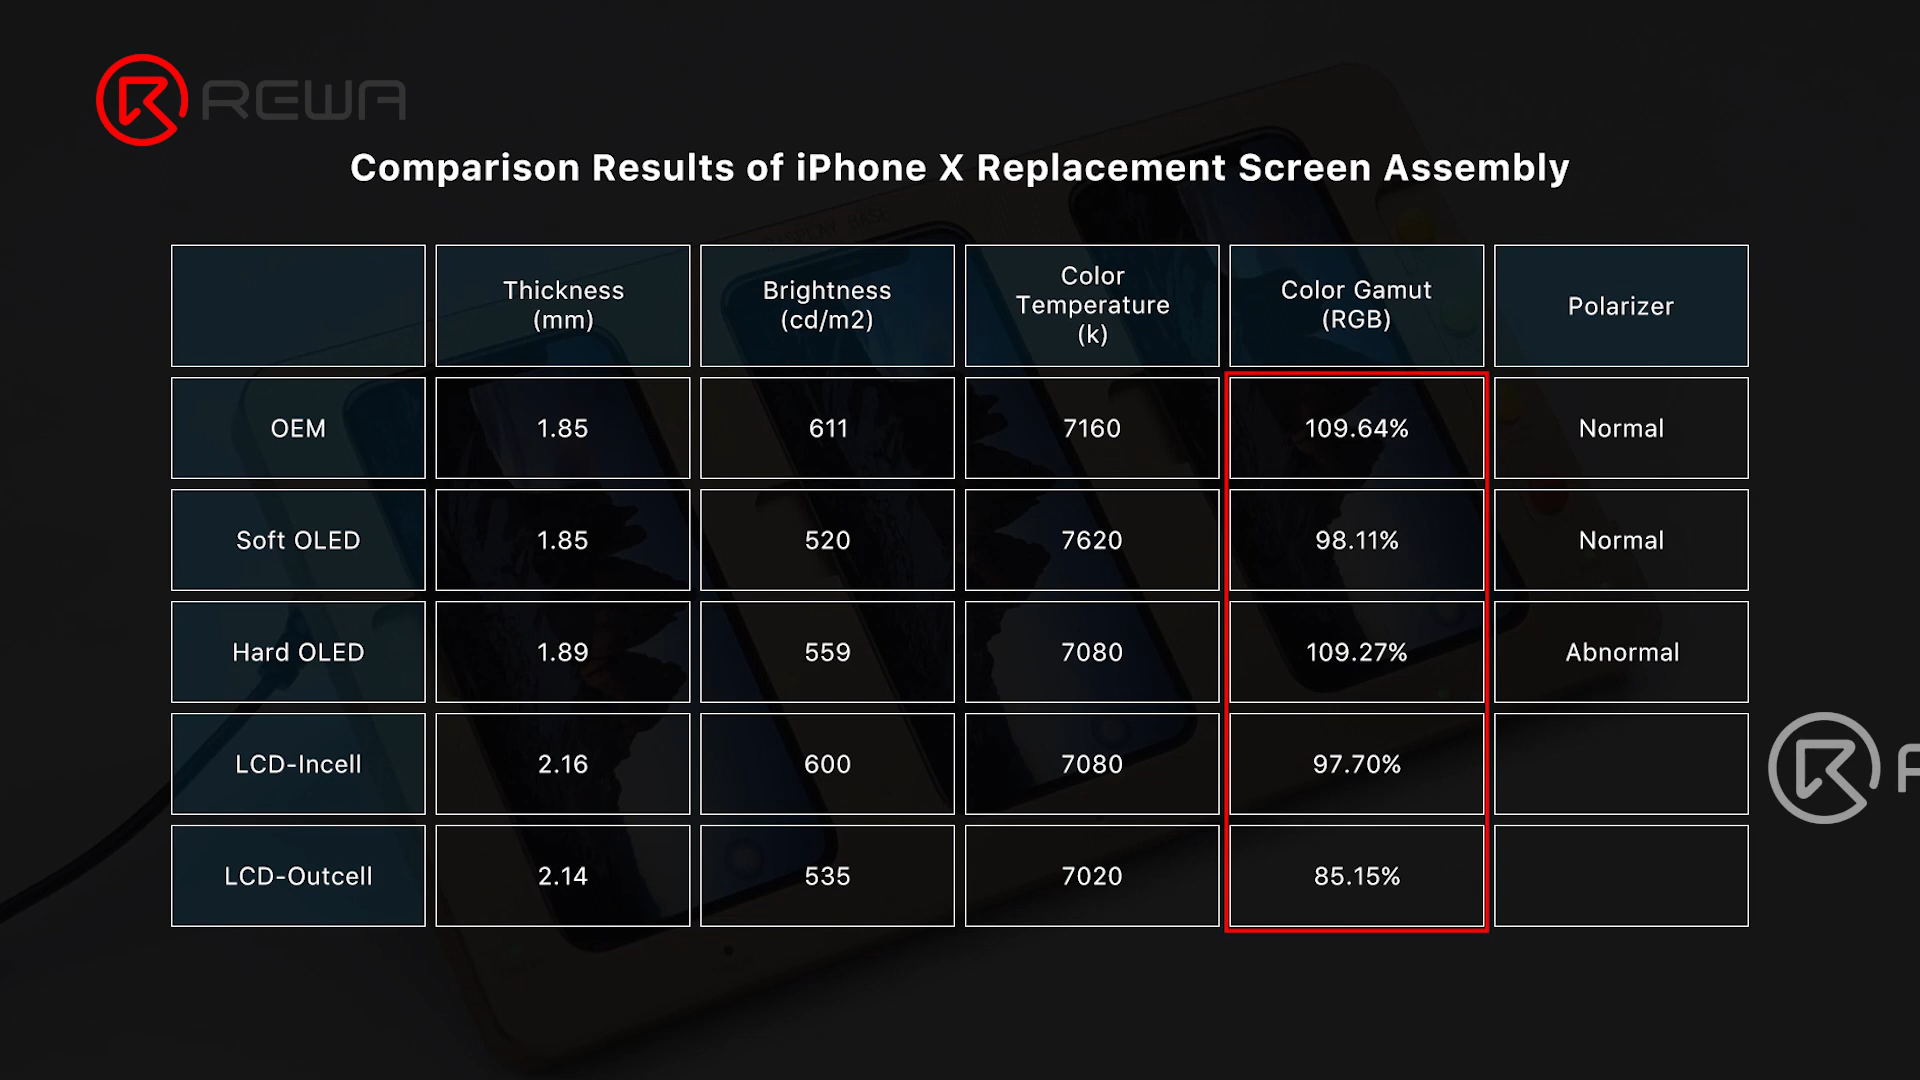 REWA
Comparison Results of iPhone X Replacement Screen Assembly
Thickness
(mm)
Brightness
(cd/m2)
Color
Temperature
(k)
Color Gamut
(RGB)
Polarizer
OEM
1.85
611
7160
109.64%
Normal
Soft OLED
1.85
520
7620
98.11%
Normal
Hard OLED
1.89
559
7080
109.27%
Abnormal
LCD-Incell
2.16
600
7080
97.70%
LCD-Outcell
2.14
535
7020
85.15%